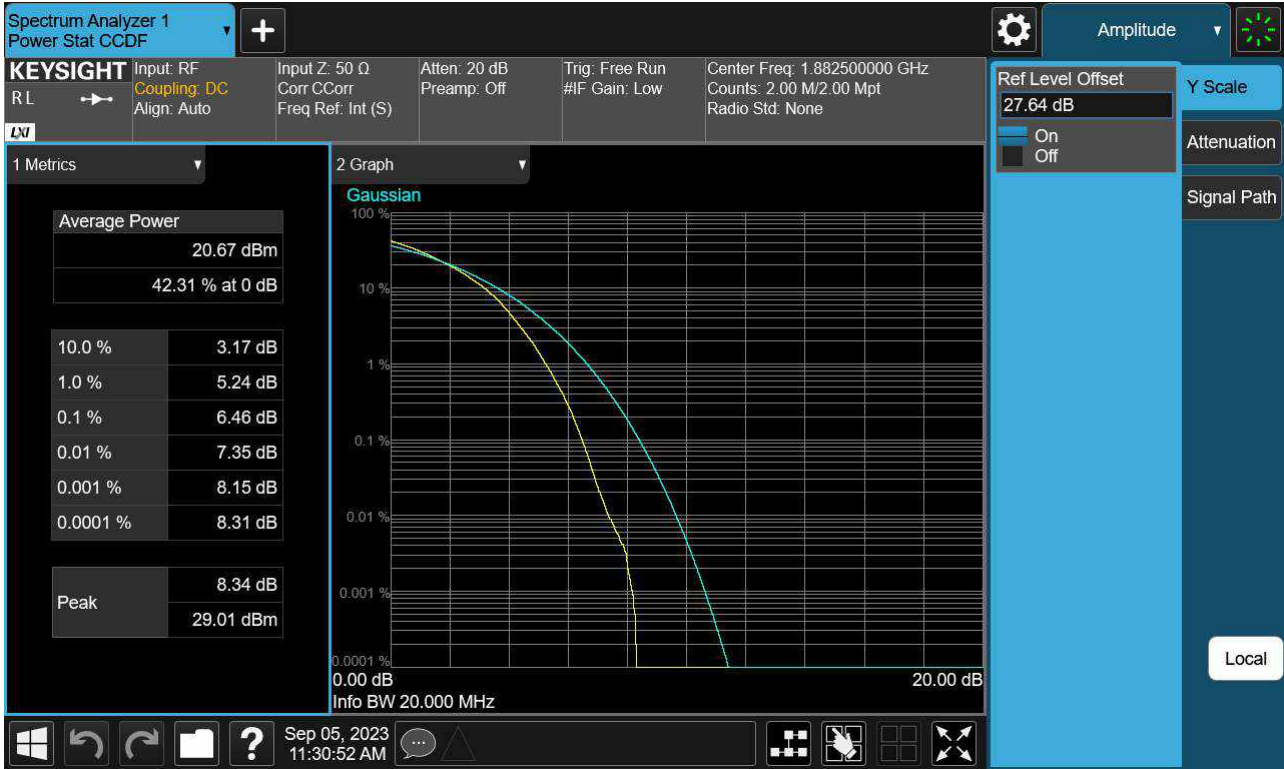 Spectrum Analyzer 1
Power Stat CCDF
Amplitude
KEYSIGHT
R L
LXI
Input: RF
Coupling: DC
Align: Auto
Input Z: 50 Ω
Corr CCorr
Freq Ref: Int (S)
Atten: 20 dB
Preamp: Off
Trig: Free Run
#IF Gain: Low
Center Freq: 1.882500000 GHz
Counts: 2.00 M/2.00 Mpt
Radio Std: None
Ref Level Offset
27.64 dB
On
Off
Y Scale
Attenuation
Signal Path
Local
1 Metrics
Average Power
20.67 dBm
42.31 % at 0 dB
10.0 % 3.17 dB
1.0 % 5.24 dB
0.1 % 6.46 dB
0.01 % 7.35 dB
0.001 % 8.15 dB
0.0001 % 8.31 dB
Peak
8.34 dB
29.01 dBm
2 Graph
Gaussian
100 %
10 %
1 %
0.1 %
0.01 %
0.001 %
0.0001 %
0.00 dB 20.00 dB
Info BW 20.000 MHz
?
Sep 05, 2023
11:30:52 AM